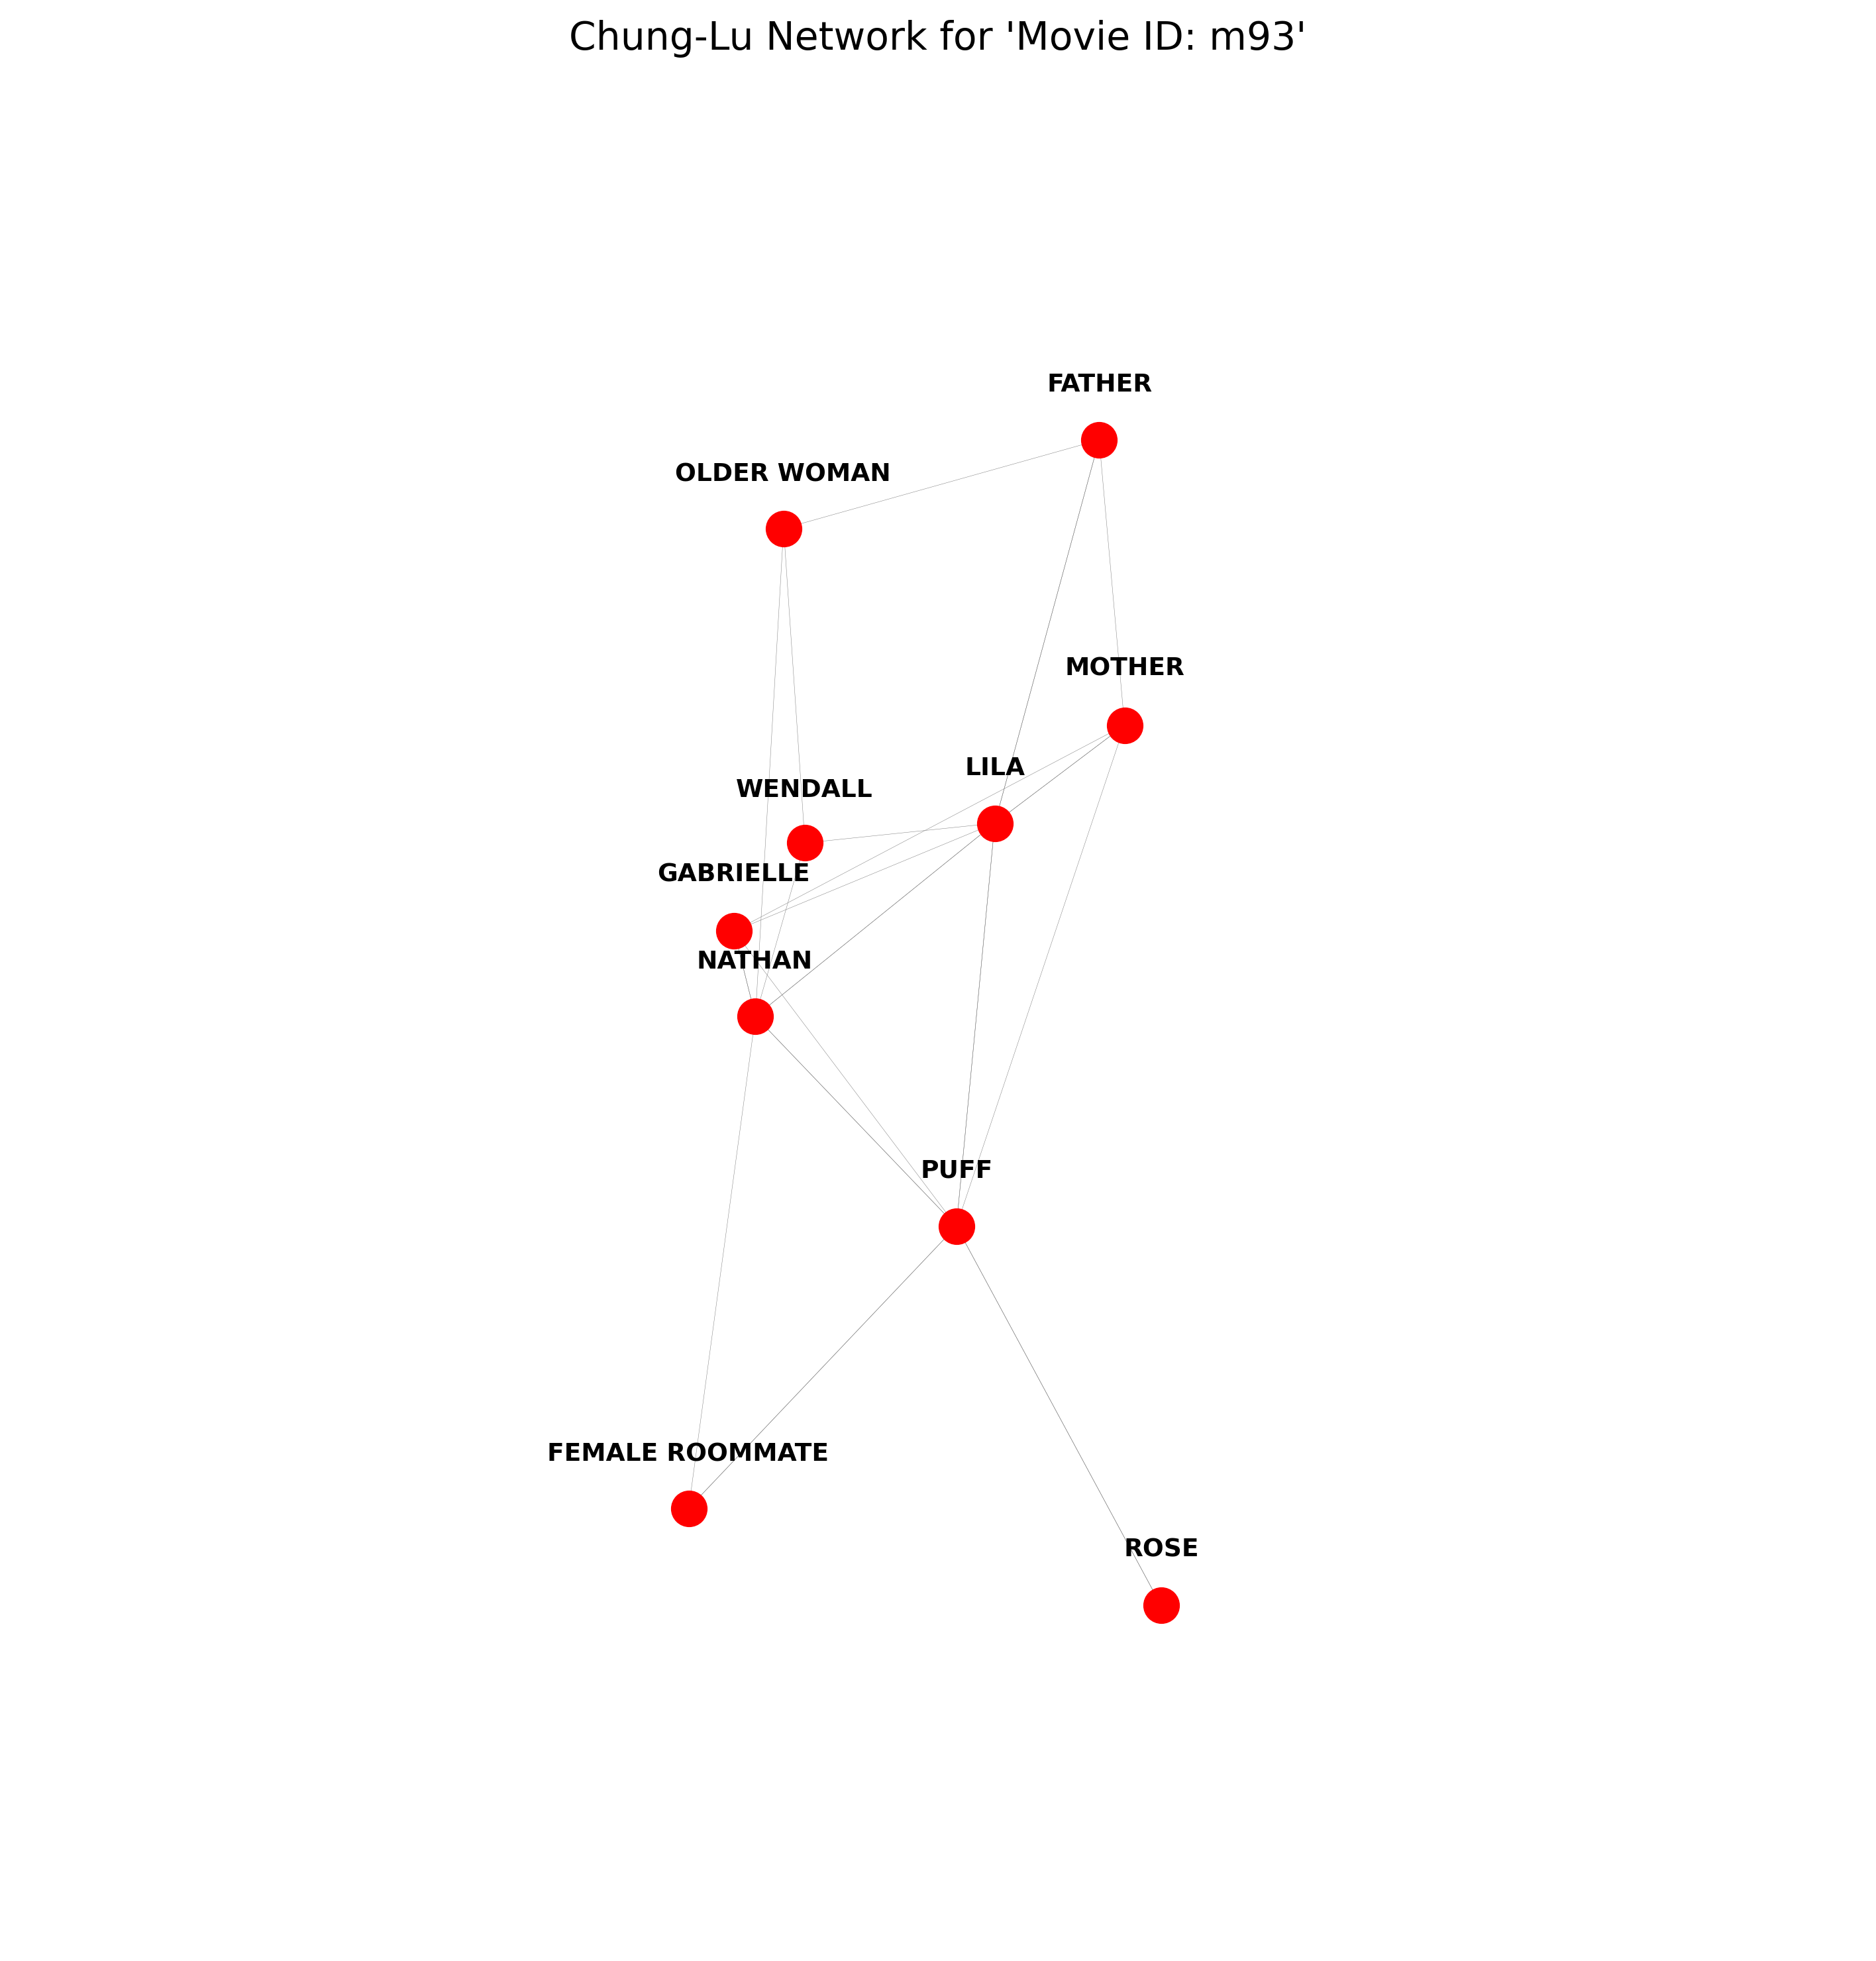 Chung-Lu Network for 'Movie ID: m93'
FATHER
OLDER WOMAN
MOTHER
LILA
WENDALL
GABRIELLE
NATHAN
PUFF
FEMALE ROOMMATE
ROSE